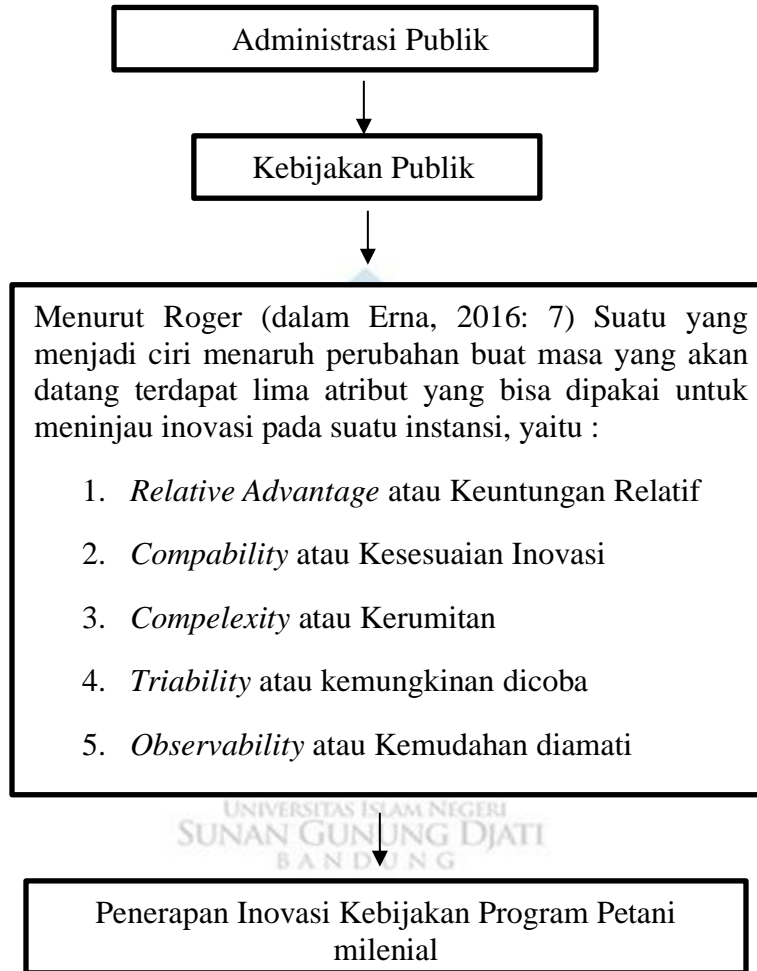 Administrasi Publik
Kebijakan Publik
Menurut Roger (dalam Erna, 2016: 7) Suatu yang
menjadi ciri menaruh perubahan buat masa yang akan
datang terdapat lima atribut yang bisa dipakai untuk
meninjau inovasi pada suatu instansi, yaitu :
1. Relative Advantage atau Keuntungan Relatif
2. Compability atau Kesesuaian Inovasi
3. Compelexity atau Kerumitan
4. Triability atau kemungkinan dicoba
5. Observability atau Kemudahan diamati
UNIVERSITAS ISLAM NEGERI
SUNAN GUNUNG DJATI
BANDUNG
Penerapan Inovasi Kebijakan Program Petani
milenial